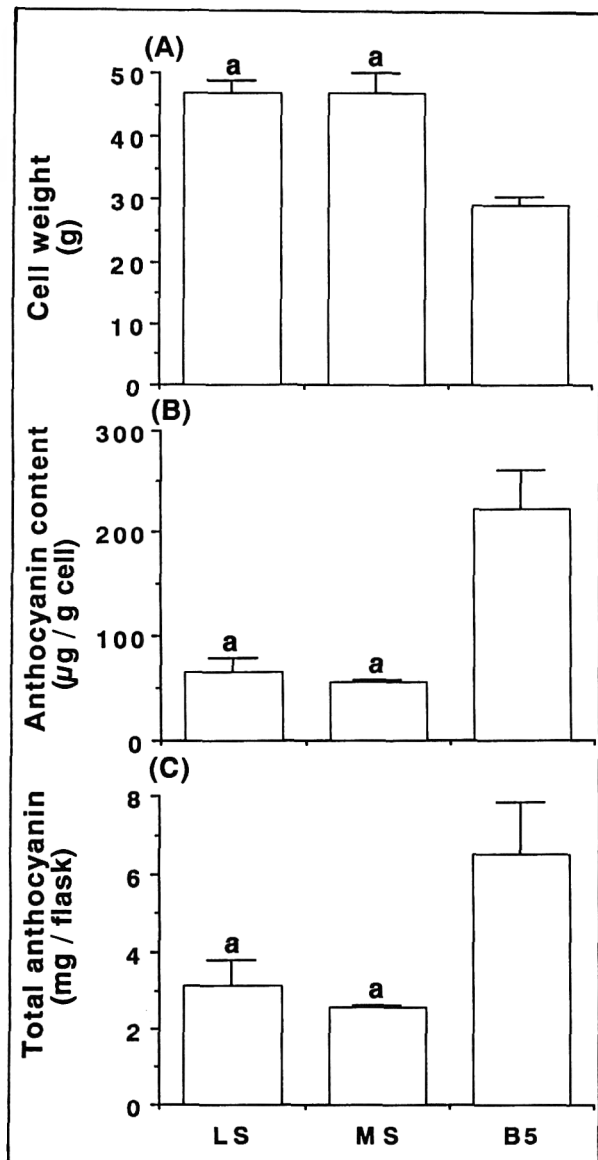 (A)
a
a
50
40
30
20
10
0
Cell weight
(g)
(B)
300
200
100
0
a
a
Anthocyanin content
(µg / g cell)
(C)
8
6
4
2
0
a
a
Total anthocyanin
(mg / flask)
LS
MS
B5